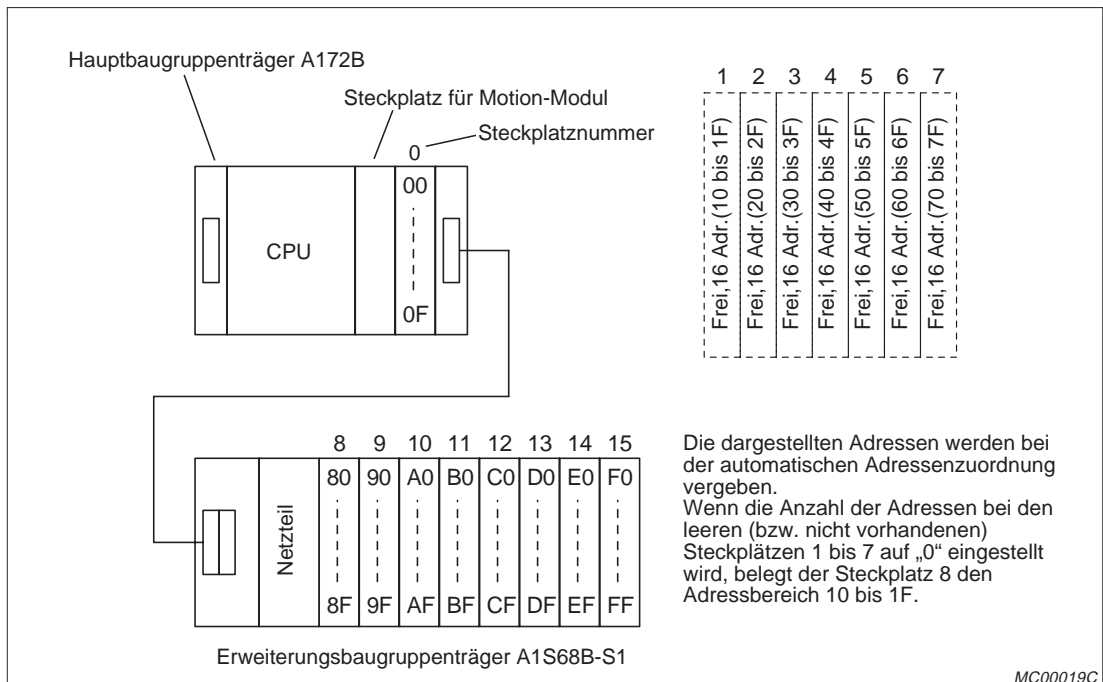 Hauptbaugruppenträger A172B
Steckplatz für Motion-Modul
Steckplatznummer
0
00
0F
CPU
1 2 3 4 5 6 7
Frei,16 Adr.(10 bis 1F)
Frei,16 Adr.(20 bis 2F)
Frei,16 Adr.(30 bis 3F)
Frei,16 Adr.(40 bis 4F)
Frei,16 Adr.(50 bis 5F)
Frei,16 Adr.(60 bis 6F)
Frei,16 Adr.(70 bis 7F)
8 9 10 11 12 13 14 15
80 90 A0 B0 C0 D0 E0 F0
Netzteil
8F 9F AF BF CF DF EF FF
Erweiterungsbaugruppenträger A1S68B-S1
Die dargestellten Adressen werden bei
der automatischen Adressenzuordnung
vergeben.
Wenn die Anzahl der Adressen bei den
leeren (bzw. nicht vorhandenen)
Steckplätzen 1 bis 7 auf „0“ eingestellt
wird, belegt der Steckplatz 8 den
Adressbereich 10 bis 1F.
MC00019C